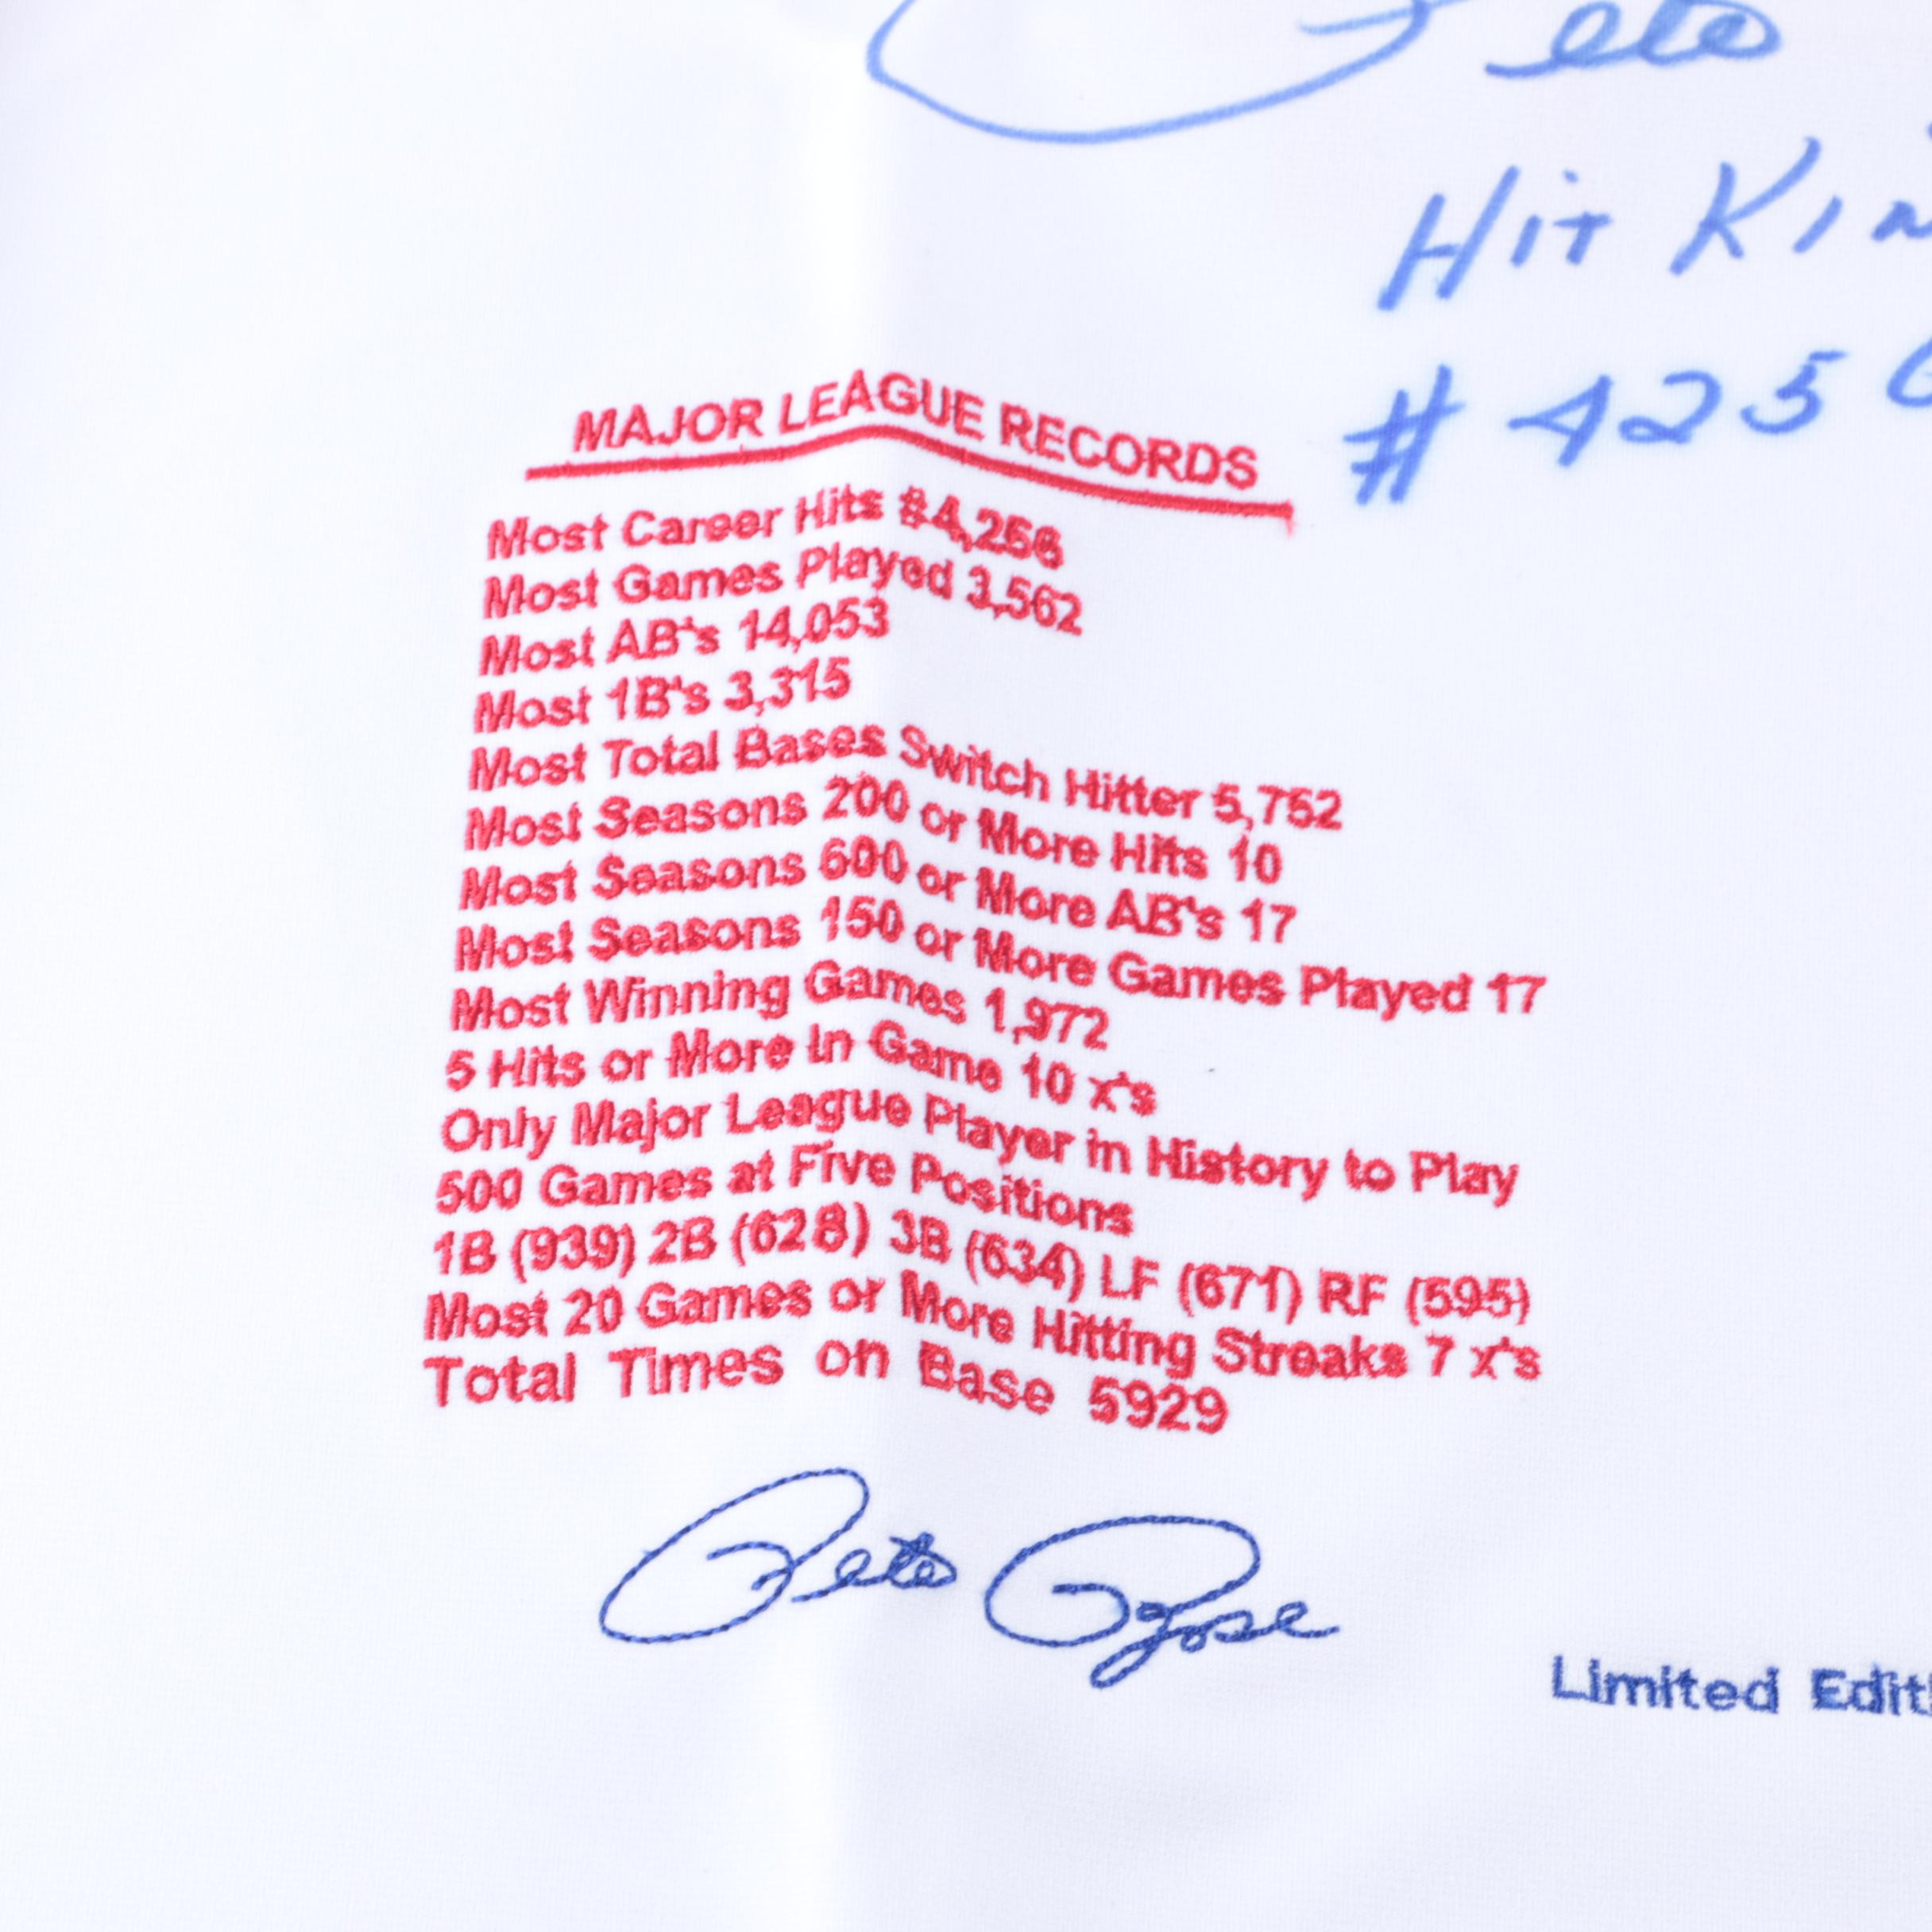 Pete
Hit Kin
#425
MAJOR LEAGUE RECORDS
Most Career Hits #4,256
Most Games Played 3,562
Most AB's 14,053
Most 1B's 3,315
Most Total Bases Switch Hitter 5,752
Most Seasons 200 or More Hits 10
Most Seasons 600 or More AB's 17
Most Seasons 150 or More Games Played 17
Most Winning Games 1,972
5 Hits or More in Game 10 x's
Only Major League Player in History to Play
500 Games at Five Positions
1B (939) 2B (628) 3B (634) LF (671) RF (595)
Most 20 Games or More Hitting Streaks 7 x's
Total Times on Base 5929
Pete Rose
Limited Edit